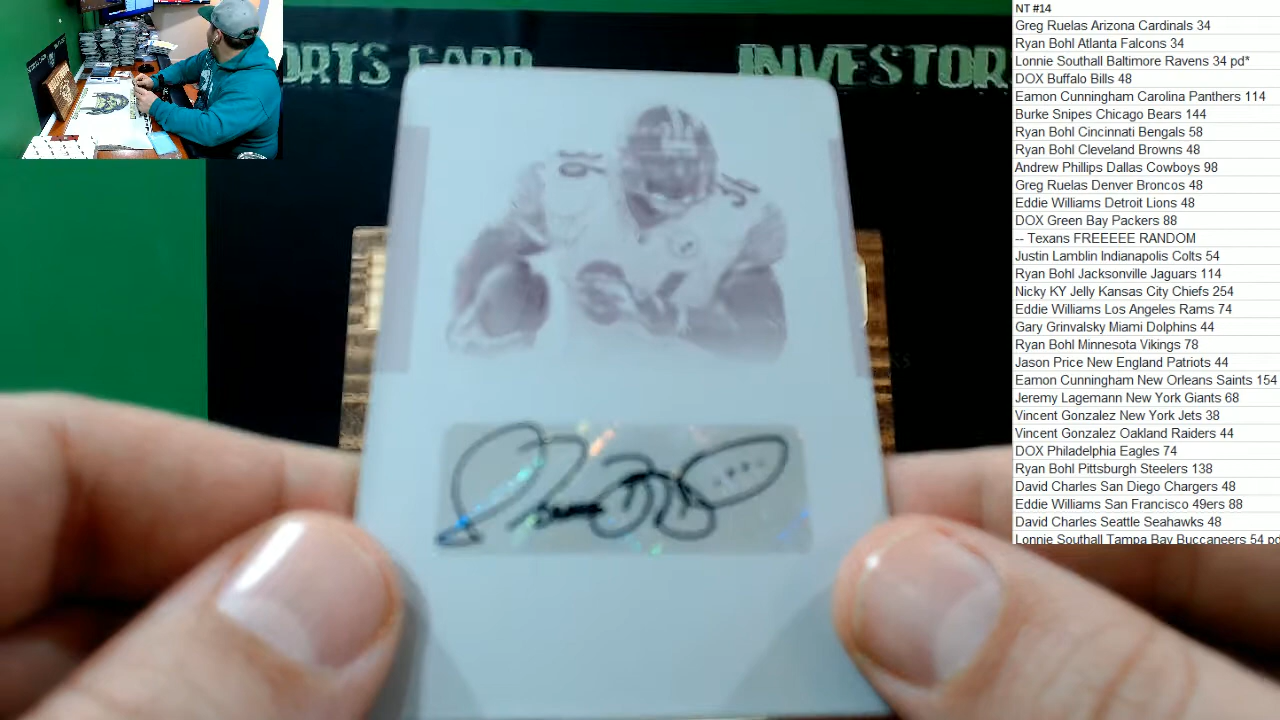 ORTS CARD INVESTOR
NT #14
Greg Ruelas Arizona Cardinals 34
Ryan Bohl Atlanta Falcons 34
Lonnie Southall Baltimore Ravens 34 pd*
DOX Buffalo Bills 48
Eamon Cunningham Carolina Panthers 114
Burke Snipes Chicago Bears 144
Ryan Bohl Cincinnati Bengals 58
Ryan Bohl Cleveland Browns 48
Andrew Phillips Dallas Cowboys 98
Greg Ruelas Denver Broncos 48
Eddie Williams Detroit Lions 48
DOX Green Bay Packers 88
-- Texans FREEEEE RANDOM
Justin Lamblin Indianapolis Colts 54
Ryan Bohl Jacksonville Jaguars 114
Nicky KY Jelly Kansas City Chiefs 254
Eddie Williams Los Angeles Rams 74
Gary Grinvalsky Miami Dolphins 44
Ryan Bohl Minnesota Vikings 78
Jason Price New England Patriots 44
Eamon Cunningham New Orleans Saints 154
Jeremy Lagemann New York Giants 68
Vincent Gonzalez New York Jets 38
Vincent Gonzalez Oakland Raiders 44
DOX Philadelphia Eagles 74
Ryan Bohl Pittsburgh Steelers 138
David Charles San Diego Chargers 48
Eddie Williams San Francisco 49ers 88
David Charles Seattle Seahawks 48
Lonnie Southall Tampa Bay Buccaneers 54 pd